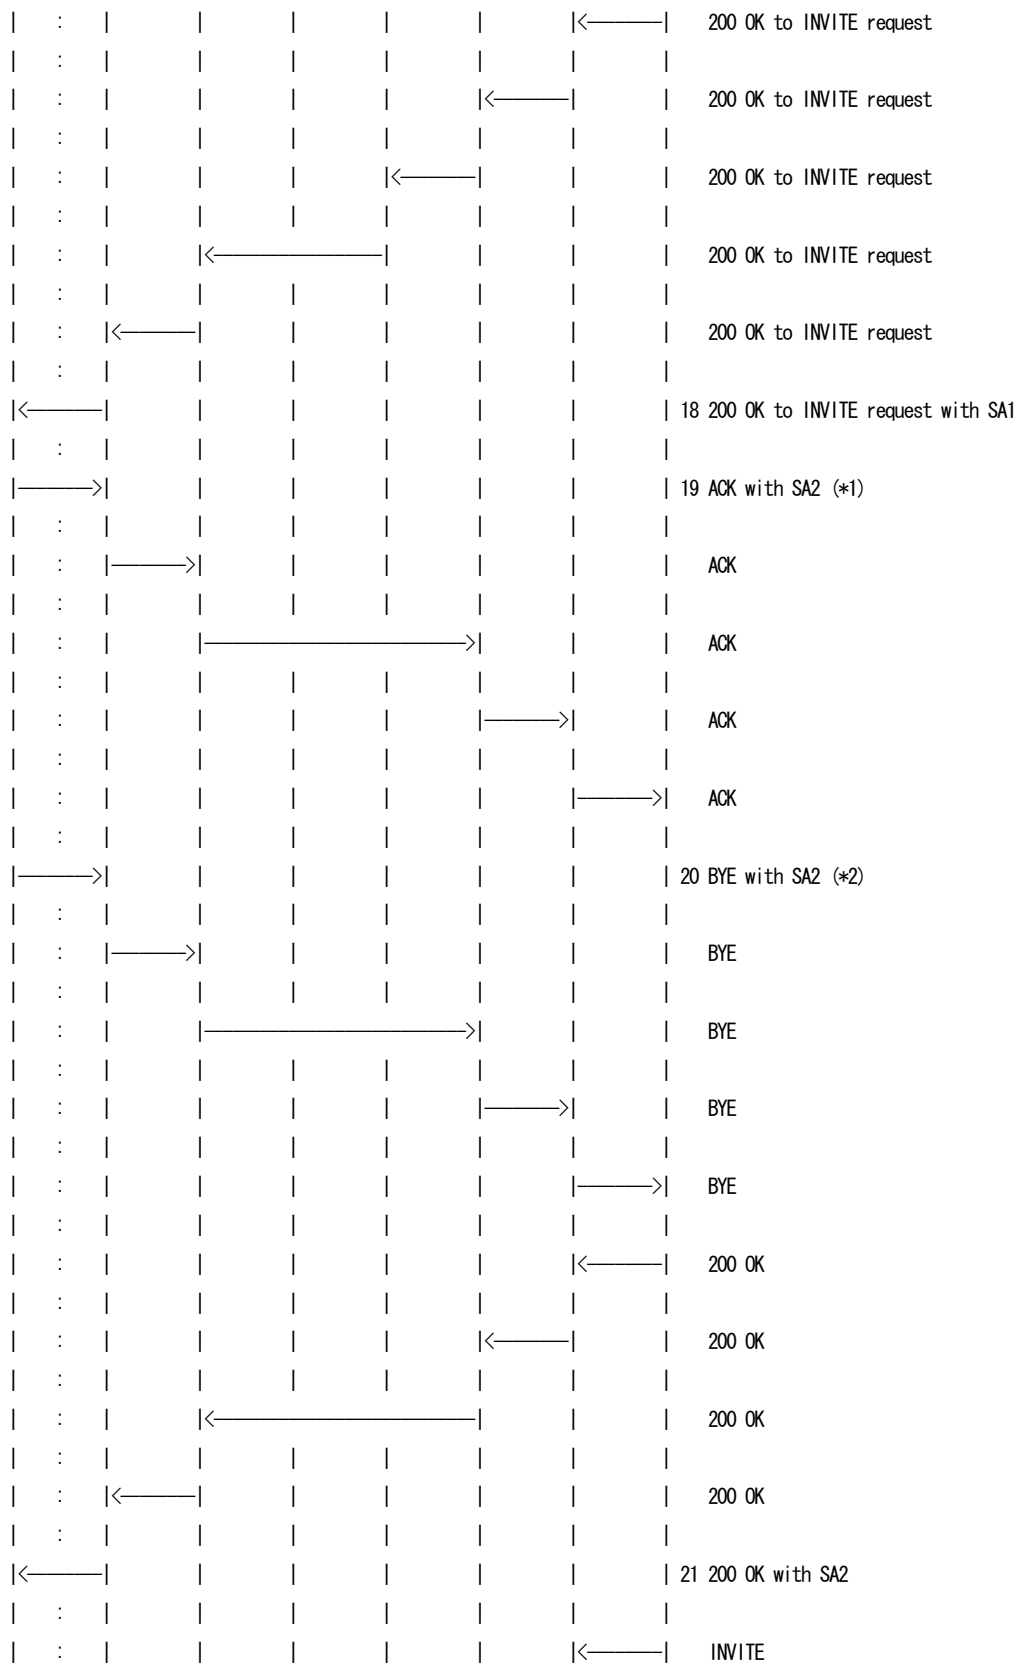 200 OK to INVITE request
200 OK to INVITE request
200 OK to INVITE request
200 OK to INVITE request
200 OK to INVITE request
18 200 OK to INVITE request with SA1
19 ACK with SA2 (*1)
ACK
ACK
ACK
ACK
20 BYE with SA2 (*2)
BYE
BYE
BYE
BYE
200 OK
200 OK
200 OK
200 OK
21 200 OK with SA2
INVITE